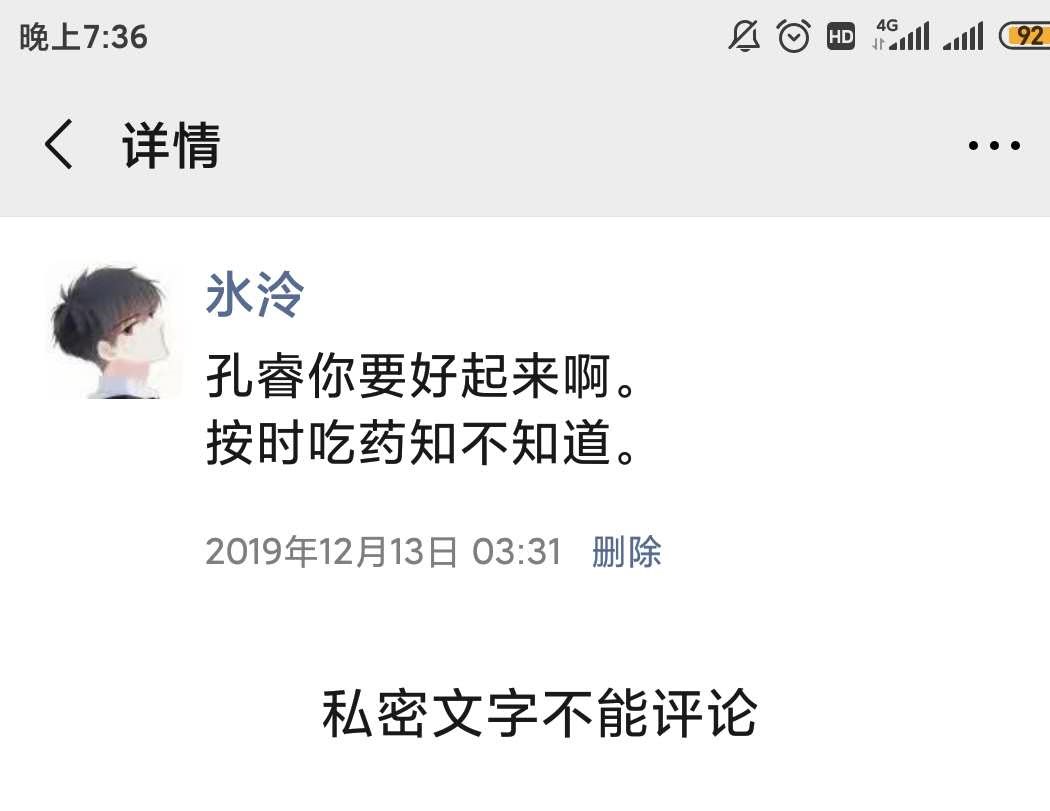 晚上7:36
HD 4G 92
详情
氷泠
孔睿你要好起来啊。
按时吃药知不知道。
2019年12月13日 03:31 删除
私密文字不能评论